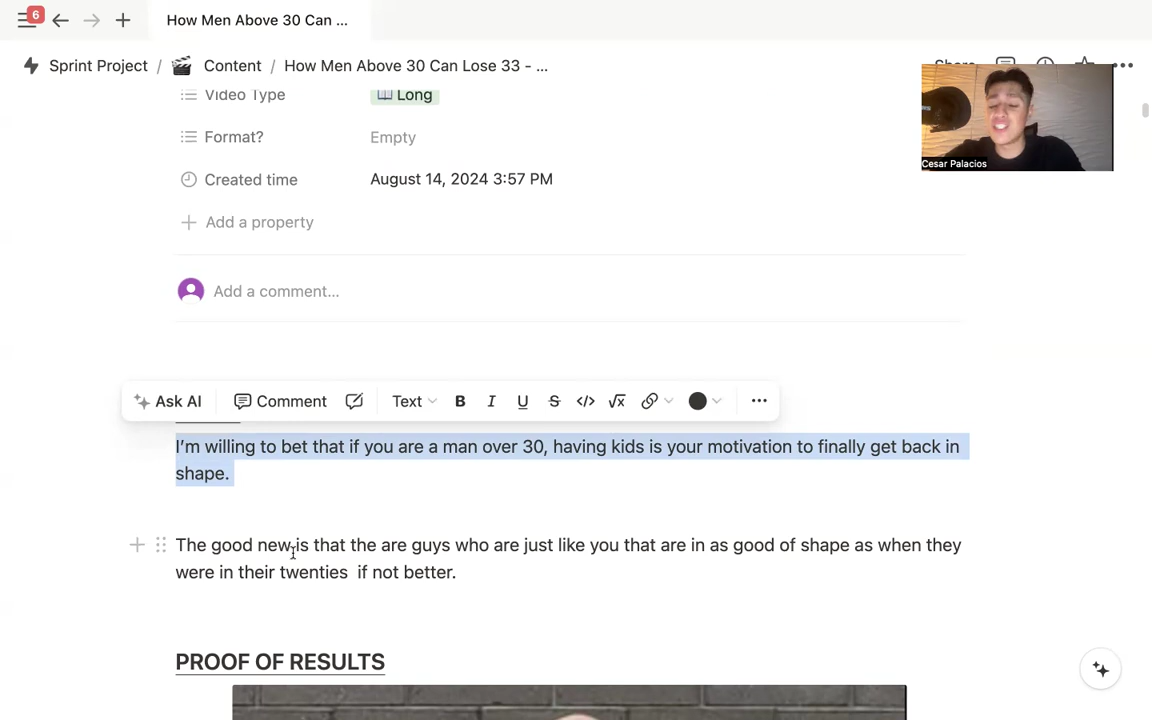 6
How Men Above 30 Can ...
Sprint Project / Content / How Men Above 30 Can Lose 33 - ...
Video Type
Long
Cesar Palacios
Format?
Empty
Created time
August 14, 2024 3:57 PM
Add a property
Add a comment...
Ask AI Comment Text B I U S </> √x
I'm willing to bet that if you are a man over 30, having kids is your motivation to finally get back in
shape.
The good new is that the are guys who are just like you that are in as good of shape as when they
were in their twenties if not better.
PROOF OF RESULTS